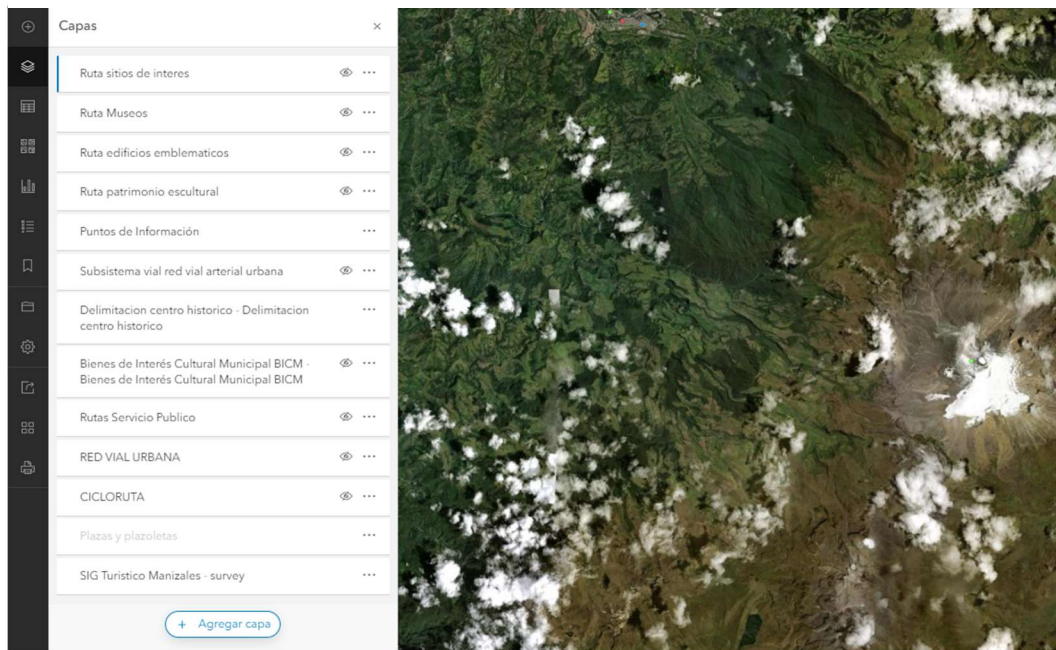 Capas
Ruta sitios de interes
Ruta Museos
Ruta edificios emblematicos
Ruta patrimonio escultural
Puntos de Información
Subsistema vial red vial arterial urbana
Delimitacion centro historico - Delimitacion
centro historico
Bienes de Interés Cultural Municipal BICM -
Bienes de Interés Cultural Municipal BICM
Rutas Servicio Publico
RED VIAL URBANA
CICLORUTA
Plazas y plazoletas
SIG Turistico Manizales - survey
+ Agregar capa